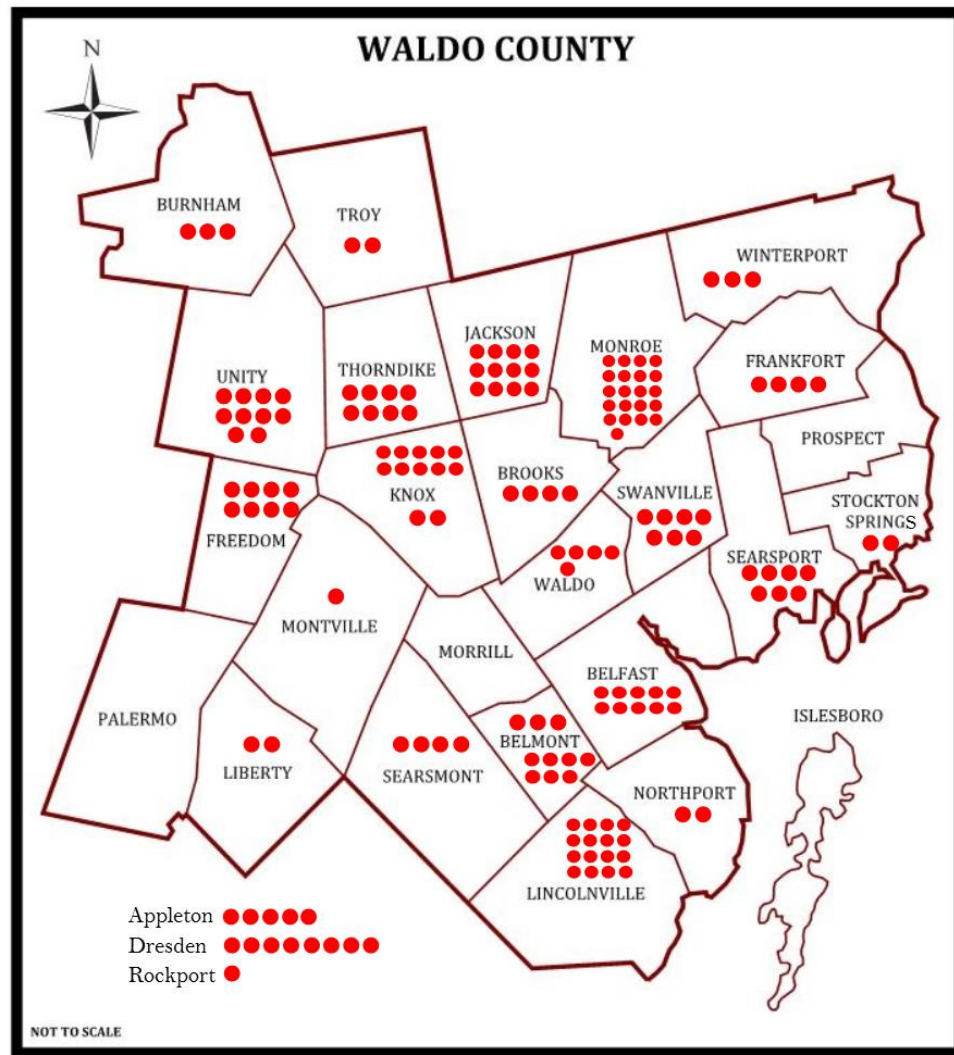 WALDO COUNTY
N
BURNHAM
TROY
WINTERPORT
JACKSON
MONROE
FRANKFORT
UNITY
THORNDIKE
PROSPECT
KNOX
BROOKS
SWANVILLE
STOCKTON
SPRINGS
FREEDOM
WALDO
SEARSPORT
MONTVILLE
MORRILL
BELFAST
PALERMO
ISLESBORO
LIBERTY
SEARSMONT
BELMONT
NORTHPORT
LINCOLNVILLE
Appleton
Dresden
Rockport
NOT TO SCALE